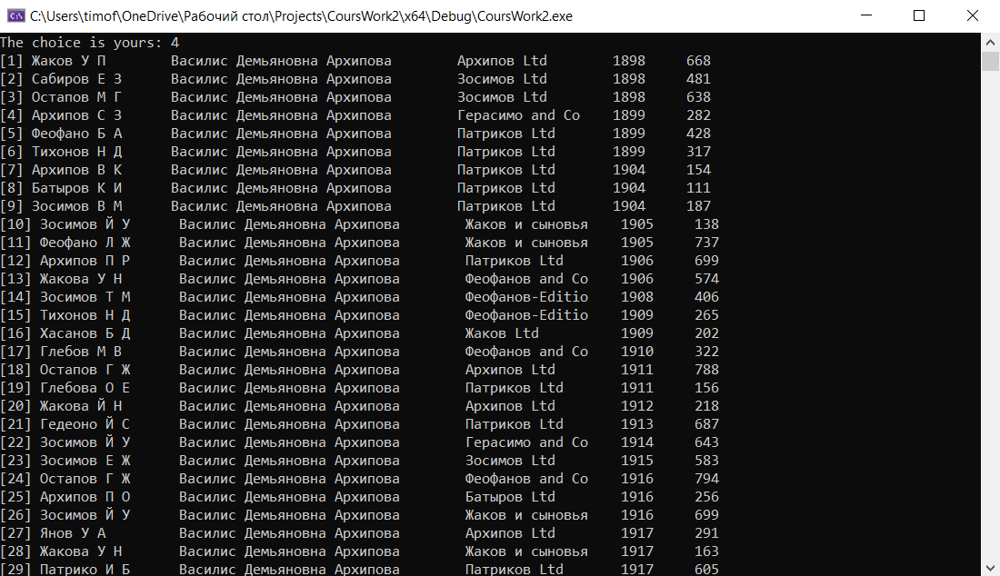 C:\Users\timof\OneDrive\Рабочий стол\Projects\CoursWork2\x64\Debug\CoursWork2.exe
The choice is yours: 4
[1] Жаков У П Василис Демьяновна Архипова Архипов Ltd 1898 668
[2] Сабиров Е З Василис Демьяновна Архипова Зосимов Ltd 1898 481
[3] Остапов М Г Василис Демьяновна Архипова Зосимов Ltd 1898 638
[4] Архипов С З Василис Демьяновна Архипова Герасимо and Co 1899 282
[5] Феофано Б А Василис Демьяновна Архипова Патриков Ltd 1899 428
[6] Тихонов Н Д Василис Демьяновна Архипова Патриков Ltd 1899 317
[7] Архипов В К Василис Демьяновна Архипова Патриков Ltd 1904 154
[8] Батыров К И Василис Демьяновна Архипова Патриков Ltd 1904 111
[9] Зосимов В М Василис Демьяновна Архипова Патриков Ltd 1904 187
[10] Зосимов Й У Василис Демьяновна Архипова Жаков и сыновья 1905 138
[11] Феофано Л Ж Василис Демьяновна Архипова Жаков и сыновья 1905 737
[12] Архипов П Р Василис Демьяновна Архипова Патриков Ltd 1906 699
[13] Жакова У Н Василис Демьяновна Архипова Феофанов and Co 1906 574
[14] Зосимов Т М Василис Демьяновна Архипова Феофанов-Editio 1908 406
[15] Тихонов Н Д Василис Демьяновна Архипова Феофанов-Editio 1909 265
[16] Хасанов Б Д Василис Демьяновна Архипова Жаков Ltd 1909 202
[17] Глебов М В Василис Демьяновна Архипова Феофанов and Co 1910 322
[18] Остапов Г Ж Василис Демьяновна Архипова Архипов Ltd 1911 788
[19] Глебова О Е Василис Демьяновна Архипова Патриков Ltd 1911 156
[20] Жакова Й Н Василис Демьяновна Архипова Архипов Ltd 1912 218
[21] Гедеоно Й С Василис Демьяновна Архипова Патриков Ltd 1913 687
[22] Зосимов Й У Василис Демьяновна Архипова Герасимо and Co 1914 643
[23] Зосимов Е Ж Василис Демьяновна Архипова Зосимов Ltd 1915 583
[24] Остапов Г Ж Василис Демьяновна Архипова Феофанов and Co 1916 794
[25] Архипов П О Василис Демьяновна Архипова Батыров Ltd 1916 256
[26] Зосимов Й У Василис Демьяновна Архипова Жаков и сыновья 1916 699
[27] Янов У А Василис Демьяновна Архипова Архипов Ltd 1917 291
[28] Жакова У Н Василис Демьяновна Архипова Жаков и сыновья 1917 163
[29] Патрико И Б Василис Демьяновна Архипова Патриков Ltd 1917 605